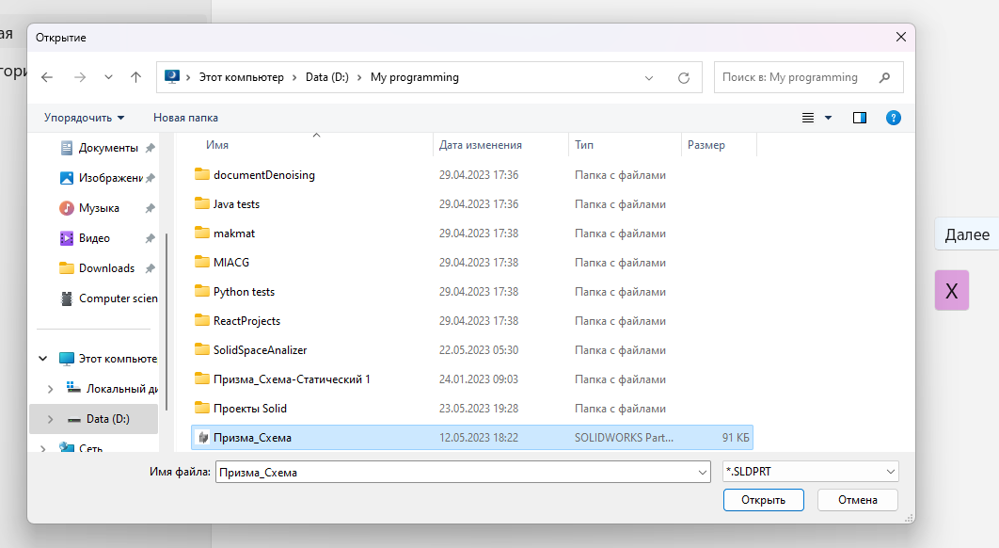 ая
гори
Открытие
Этот компьютер > Data (D:) > My programming
Поиск в: My programming
Упорядочить
Новая папка
Документы
Изображени
Музыка
Видео
Downloads
Computer scien
Этот компьюте
Локальный ди
Data (D:)
Сеть
Имя Дата изменения Тип Размер
documentDenoising 29.04.2023 17:36 Папка с файлами
Java tests 29.04.2023 17:36 Папка с файлами
makmat 29.04.2023 17:38 Папка с файлами
MIACG 29.04.2023 17:38 Папка с файлами
Python tests 29.04.2023 17:38 Папка с файлами
ReactProjects 29.04.2023 17:38 Папка с файлами
SolidSpaceAnalizer 22.05.2023 05:30 Папка с файлами
Призма_Схема-Статический 1 24.01.2023 09:03 Папка с файлами
Проекты Solid 23.05.2023 19:28 Папка с файлами
Призма_Схема 12.05.2023 18:22 SOLIDWORKS Part... 91 КБ
Имя файла: Призма_Схема *.SLDPRT
Открыть Отмена
Далее
X